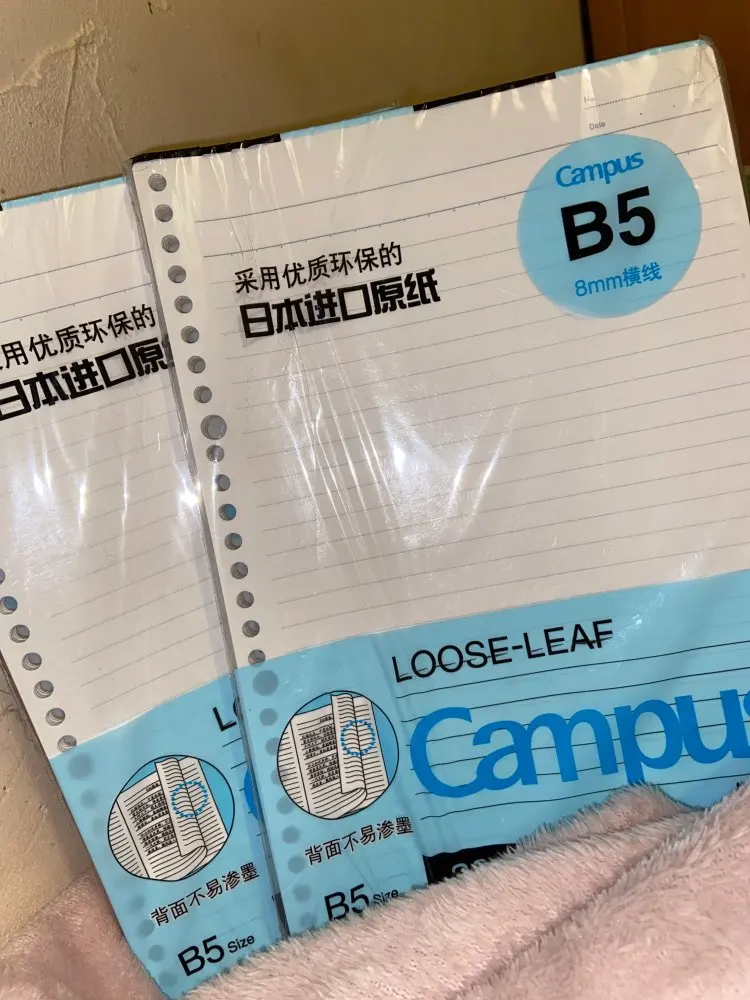 No.
Date
Campus
B5
8mm横线
采用优质环保的
日本进口原纸
LOOSE-LEAF
Campus
背面不易渗墨
B5 Size
用优质环保的
日本进口原
背面不易渗墨
B5 Size